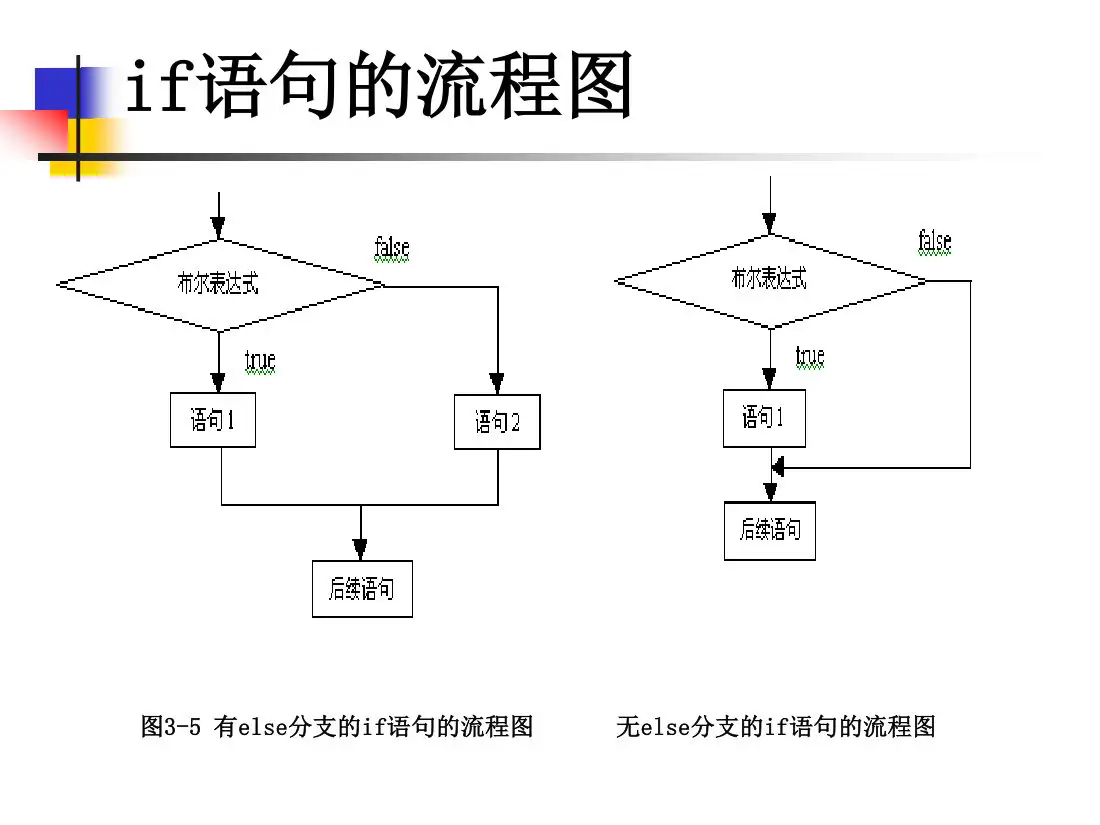 if语句的流程图
false
布尔表达式
true
语句1
语句2
后续语句
图3-5 有else分支的if语句的流程图
false
布尔表达式
true
语句1
后续语句
无else分支的if语句的流程图